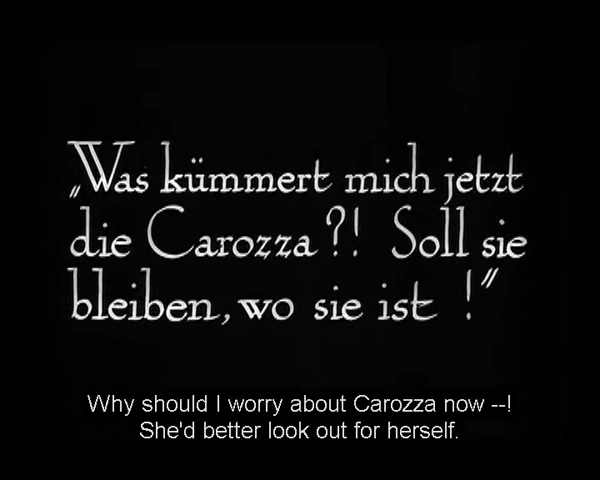 „Was kümmert mich jetzt
die Carozza?! Soll sie
bleiben, wo sie ist !"
Why should I worry about Carozza now --!
She'd better look out for herself.